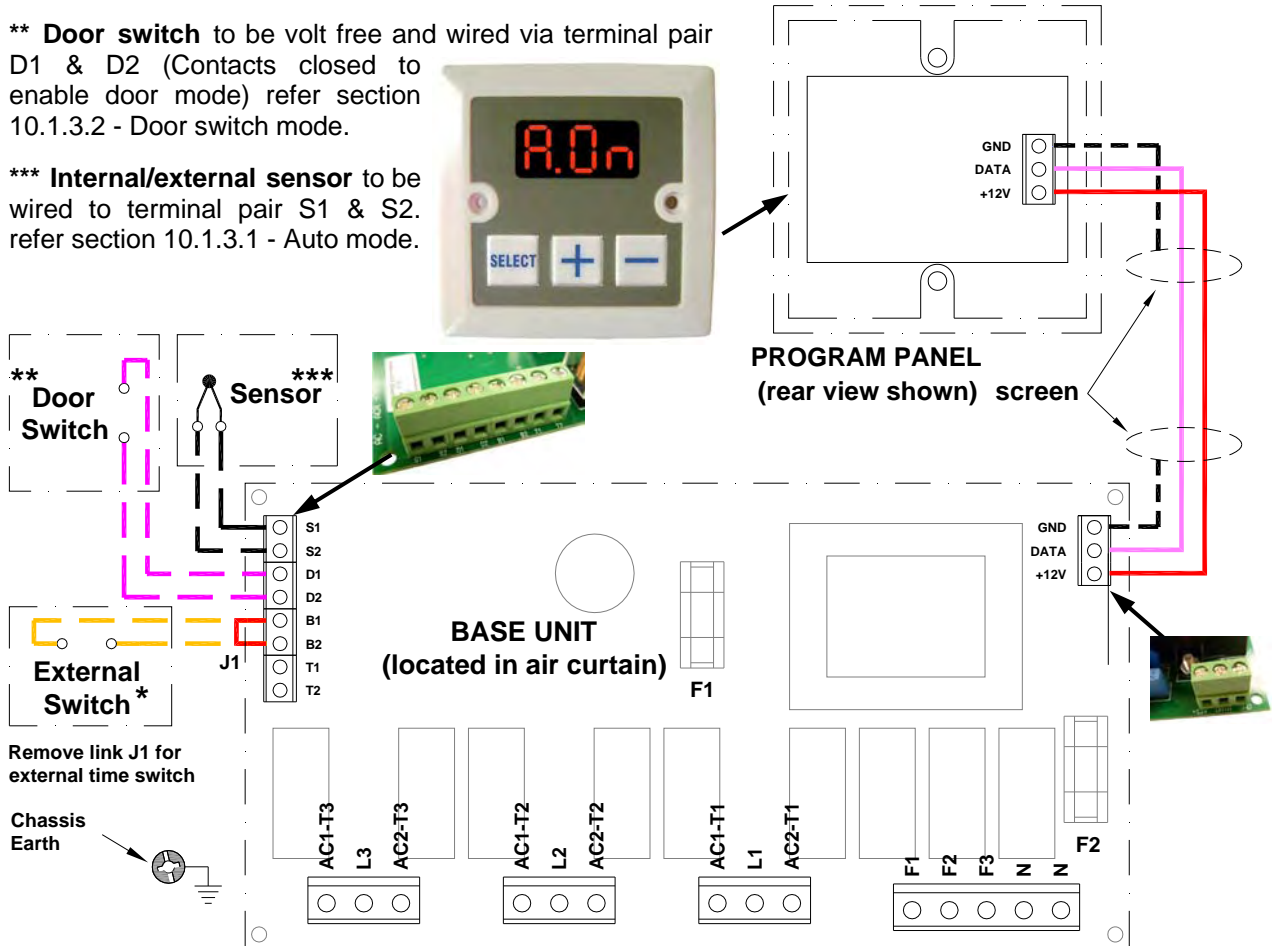 ** Door switch to be volt free and wired via terminal pair
D1 & D2 (Contacts closed to
enable door mode) refer section
10.1.3.2 - Door switch mode.
*** Internal/external sensor to be
wired to terminal pair S1 & S2.
refer section 10.1.3.1 - Auto mode.
A.On
SELECT
+
−
GND
DATA
+12V
PROGRAM PANEL
(rear view shown)
screen
**
Door
Switch
***
Sensor
S1
S2
D1
D2
B1
B2
T1
T2
J1
External
Switch *
Remove link J1 for
external time switch
Chassis
Earth
BASE UNIT
(located in air curtain)
F1
GND
DATA
+12V
F2
AC1-T3
L3
AC2-T3
AC1-T2
L2
AC2-T2
AC1-T1
L1
AC2-T1
F1
F2
F3
N
N